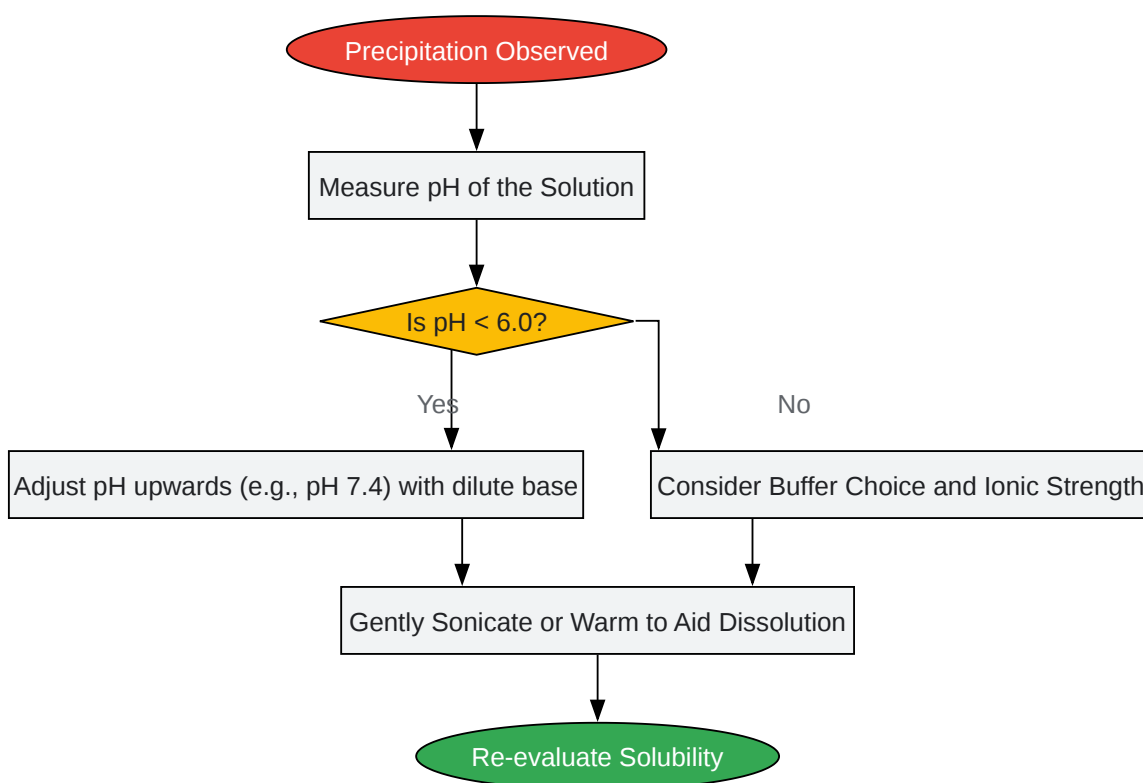 Precipitation Observed
Measure pH of the Solution
Is pH < 6.0?
Yes
No
Adjust pH upwards (e.g., pH 7.4) with dilute base
Consider Buffer Choice and Ionic Strength
Gently Sonicate or Warm to Aid Dissolution
Re-evaluate Solubility